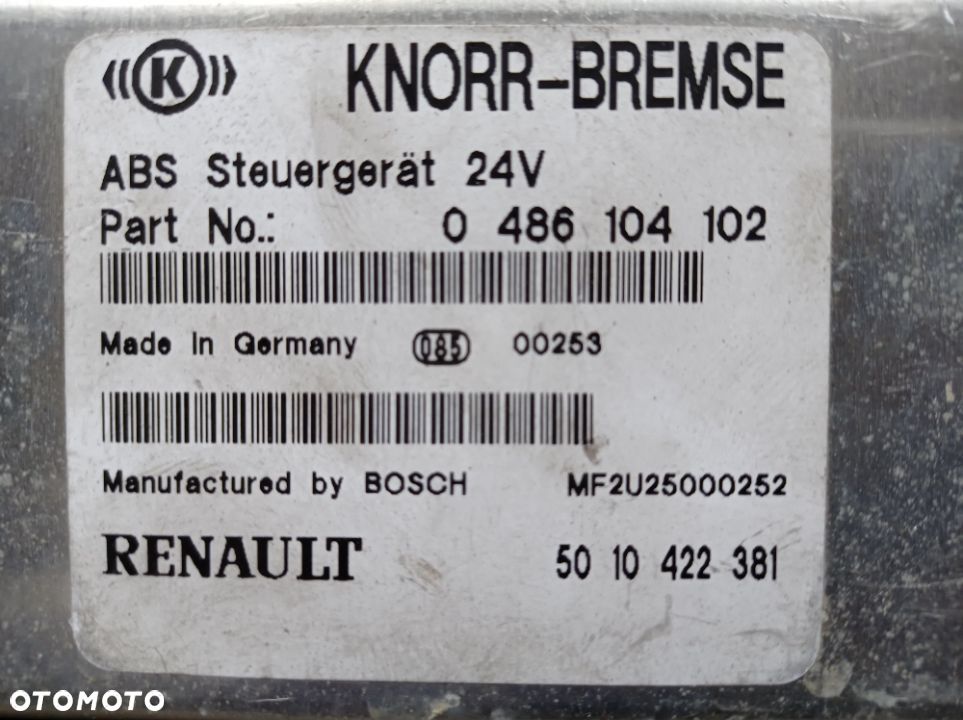 K KNORR-BREMSE
ABS Steuergerät 24V
Part No.: 0 486 104 102
Made In Germany 085 00253
Manufactured by BOSCH MF2U25000252
RENAULT 50 10 422 381
OTOMOTO